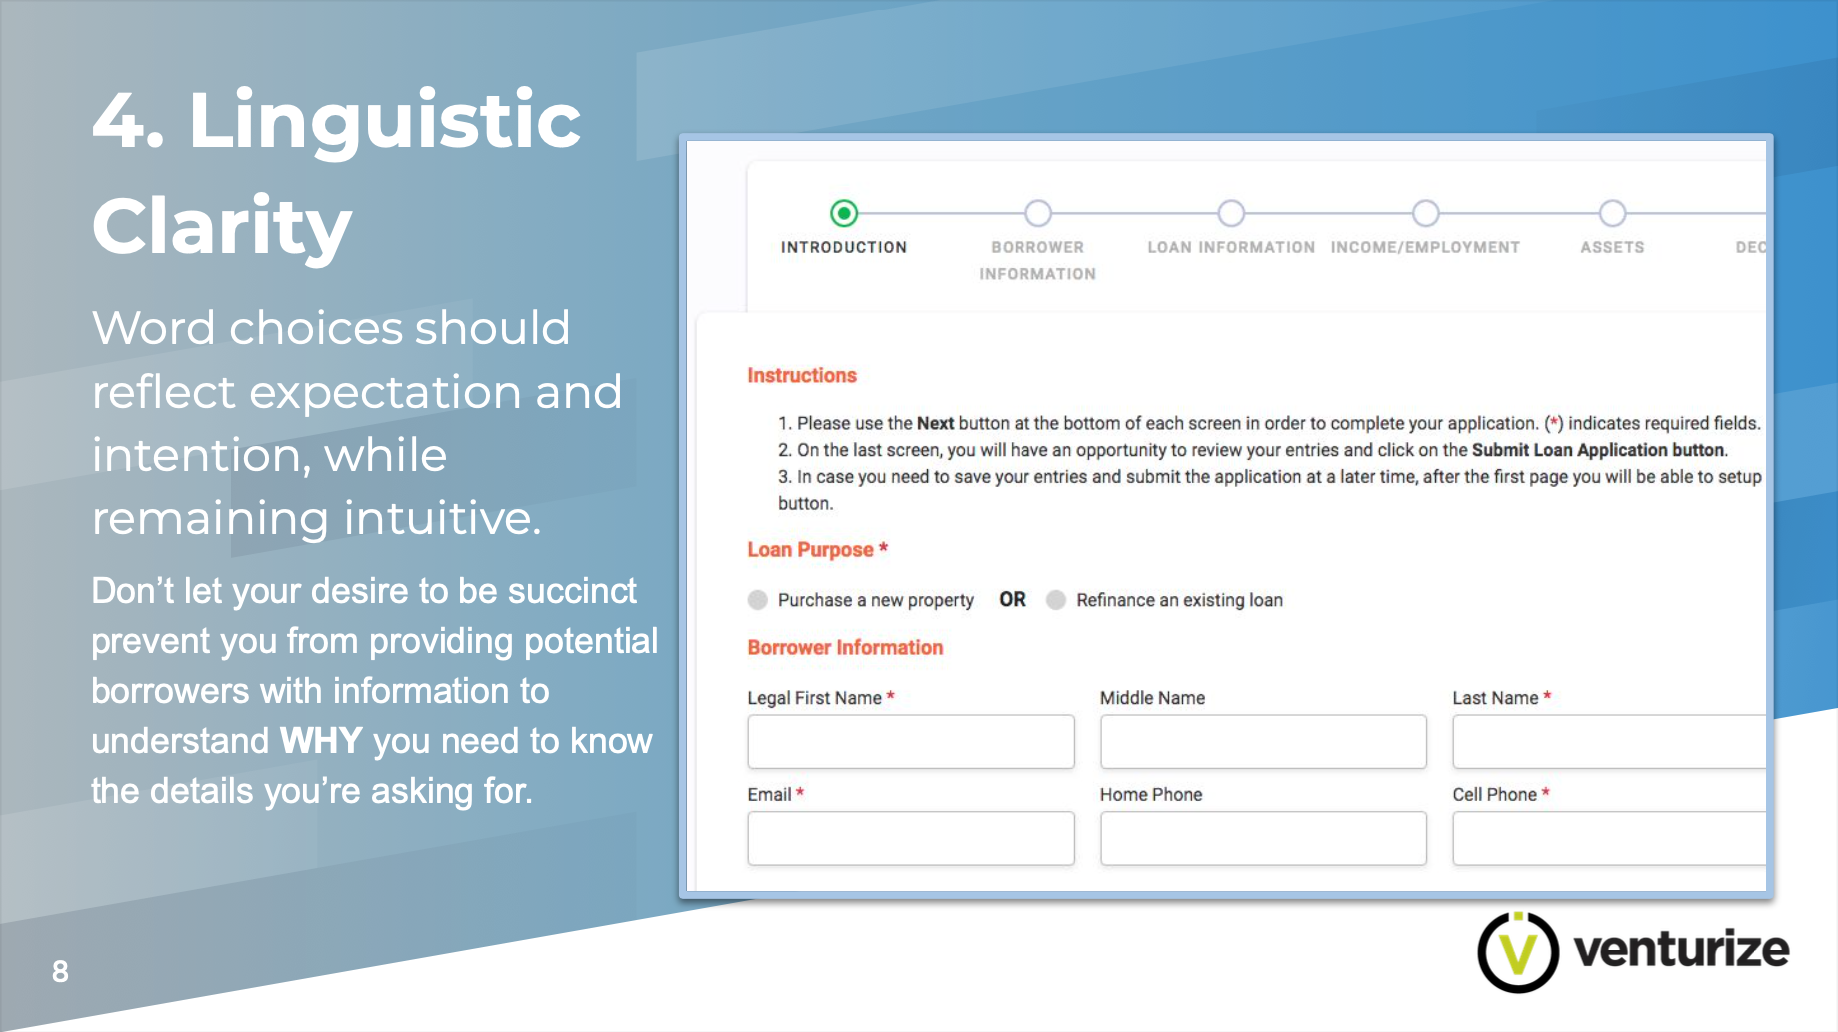 4. Linguistic
Clarity
Word choices should
reflect expectation and
intention, while
remaining intuitive.
Don’t let your desire to be succinct
prevent you from providing potential
borrowers with information to
understand WHY you need to know
the details you’re asking for.
8
INTRODUCTION
BORROWER
INFORMATION
LOAN INFORMATION
INCOME/EMPLOYMENT
ASSETS
DEC
Instructions
1. Please use the Next button at the bottom of each screen in order to complete your application. (*) indicates required fields.
2. On the last screen, you will have an opportunity to review your entries and click on the Submit Loan Application button.
3. In case you need to save your entries and submit the application at a later time, after the first page you will be able to setup
button.
Loan Purpose *
Purchase a new property OR Refinance an existing loan
Borrower Information
Legal First Name * Middle Name Last Name *
Email * Home Phone Cell Phone *
venturize